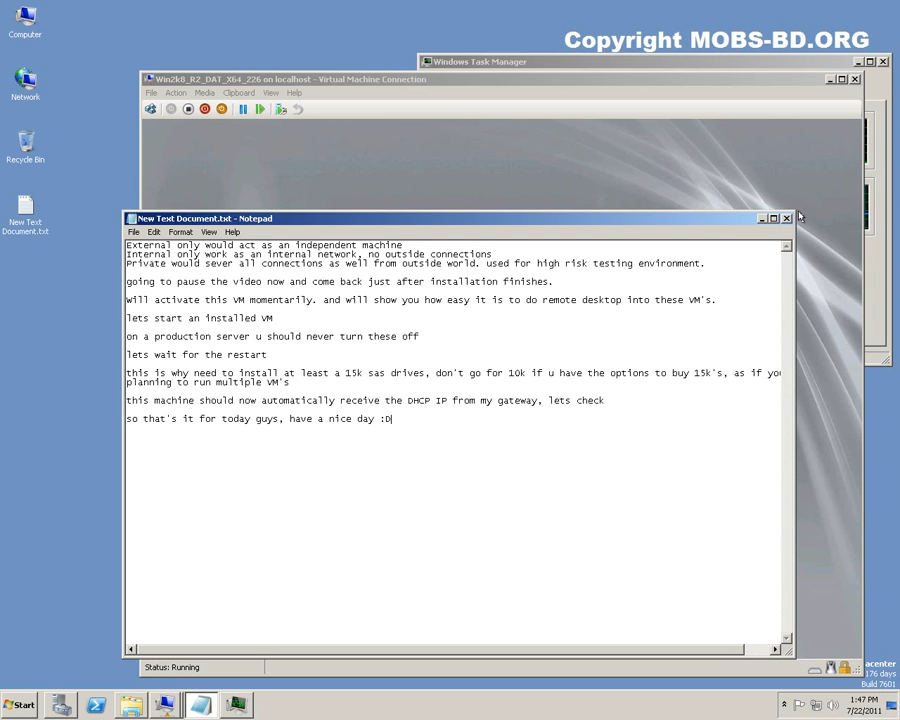 Computer
Copyright MOBS-BD.ORG
Windows Task Manager
Win2k8_R2_DAT_X64_226 on localhost - Virtual Machine Connection
File Action Media Clipboard View Help
Network
Recycle Bin
New Text
Document.txt
New Text Document.txt - Notepad
File Edit Format View Help
External only would act as an independent machine
Internal only work as an internal network, no outside connections
Private would sever all connections as well from outside world. used for high risk testing environment.
going to pause the video now and come back just after installation finishes.
will activate this VM momentarily. and will show you how easy it is to do remote desktop into these VM's.
lets start an installed VM
on a production server u should never turn these off
lets wait for the restart
this is why need to install at least a 15k sas drives, don't go for 10k if u have the options to buy 15k's, as if you
planning to run multiple VM's
this machine should now automatically receive the DHCP IP from my gateway, lets check
so that's it for today guys, have a nice day :D
Status: Running
acenter
176 days
Build 7601
Start
1:47 PM
7/22/2011